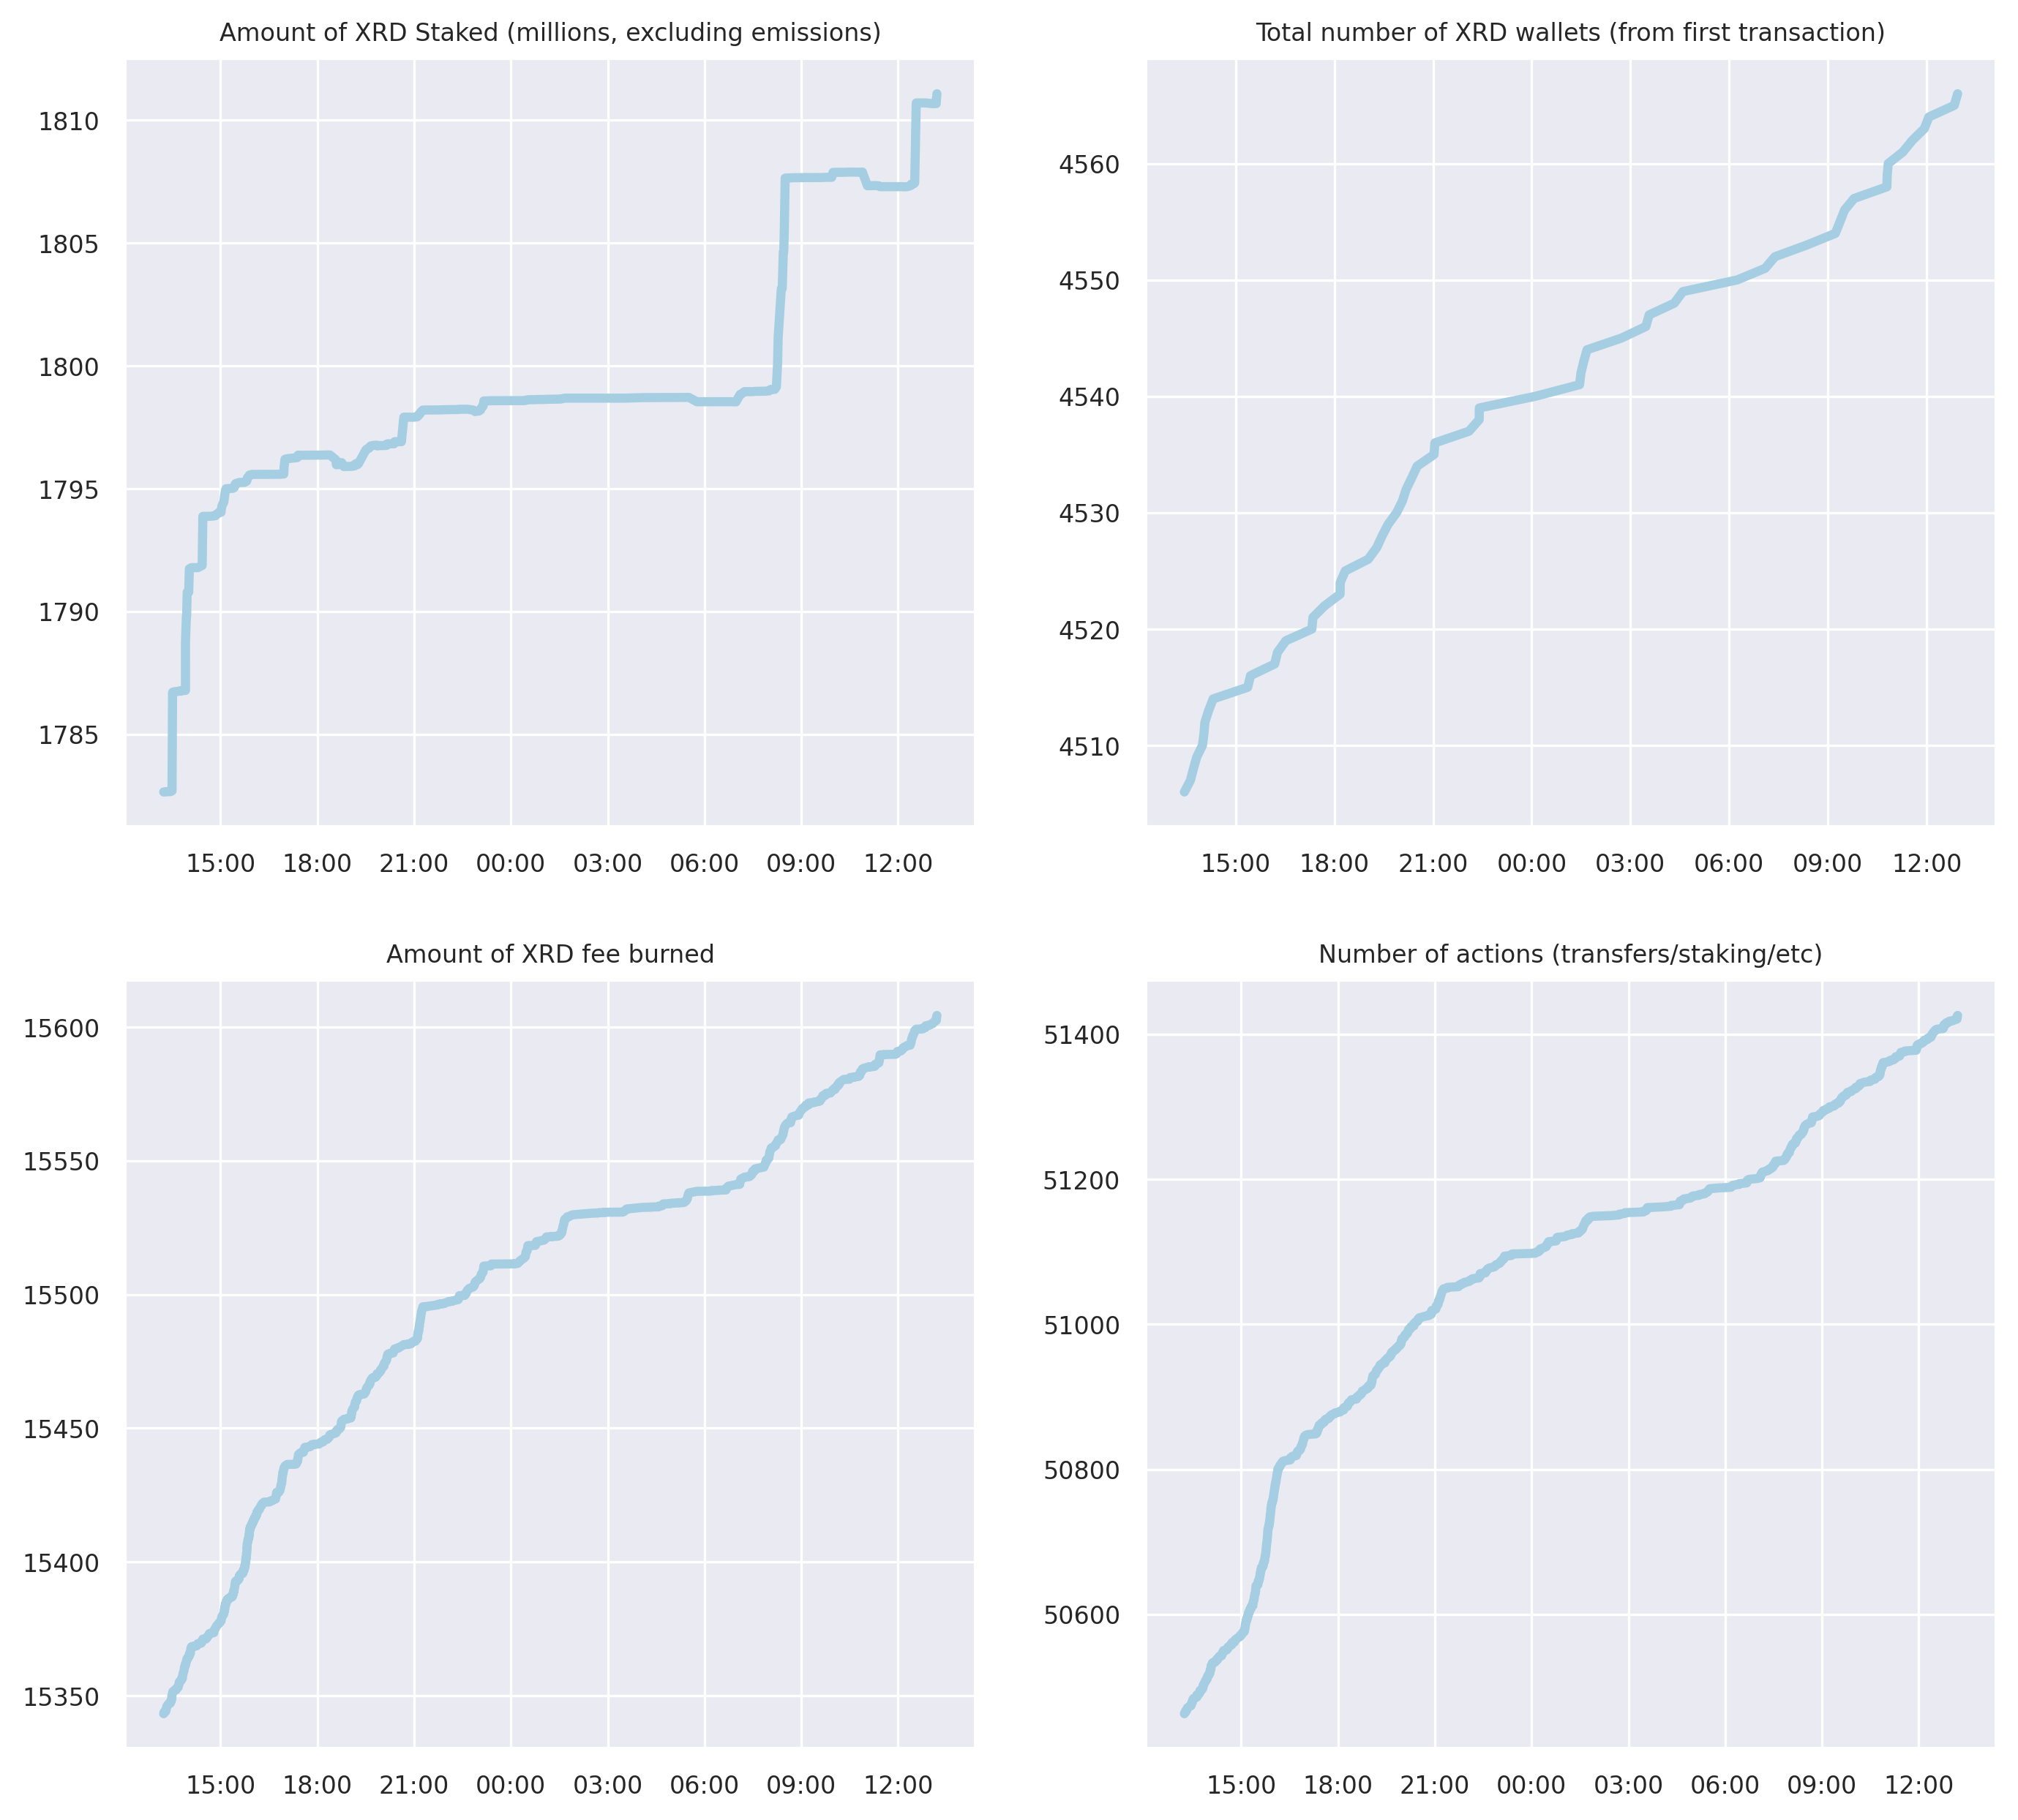 Amount of XRD Staked (millions, excluding emissions)
1810
1805
1800
1795
1790
1785
15:00 18:00 21:00 00:00 03:00 06:00 09:00 12:00
Total number of XRD wallets (from first transaction)
4560
4550
4540
4530
4520
4510
15:00 18:00 21:00 00:00 03:00 06:00 09:00 12:00
Amount of XRD fee burned
15600
15550
15500
15450
15400
15350
15:00 18:00 21:00 00:00 03:00 06:00 09:00 12:00
Number of actions (transfers/staking/etc)
51400
51200
51000
50800
50600
15:00 18:00 21:00 00:00 03:00 06:00 09:00 12:00